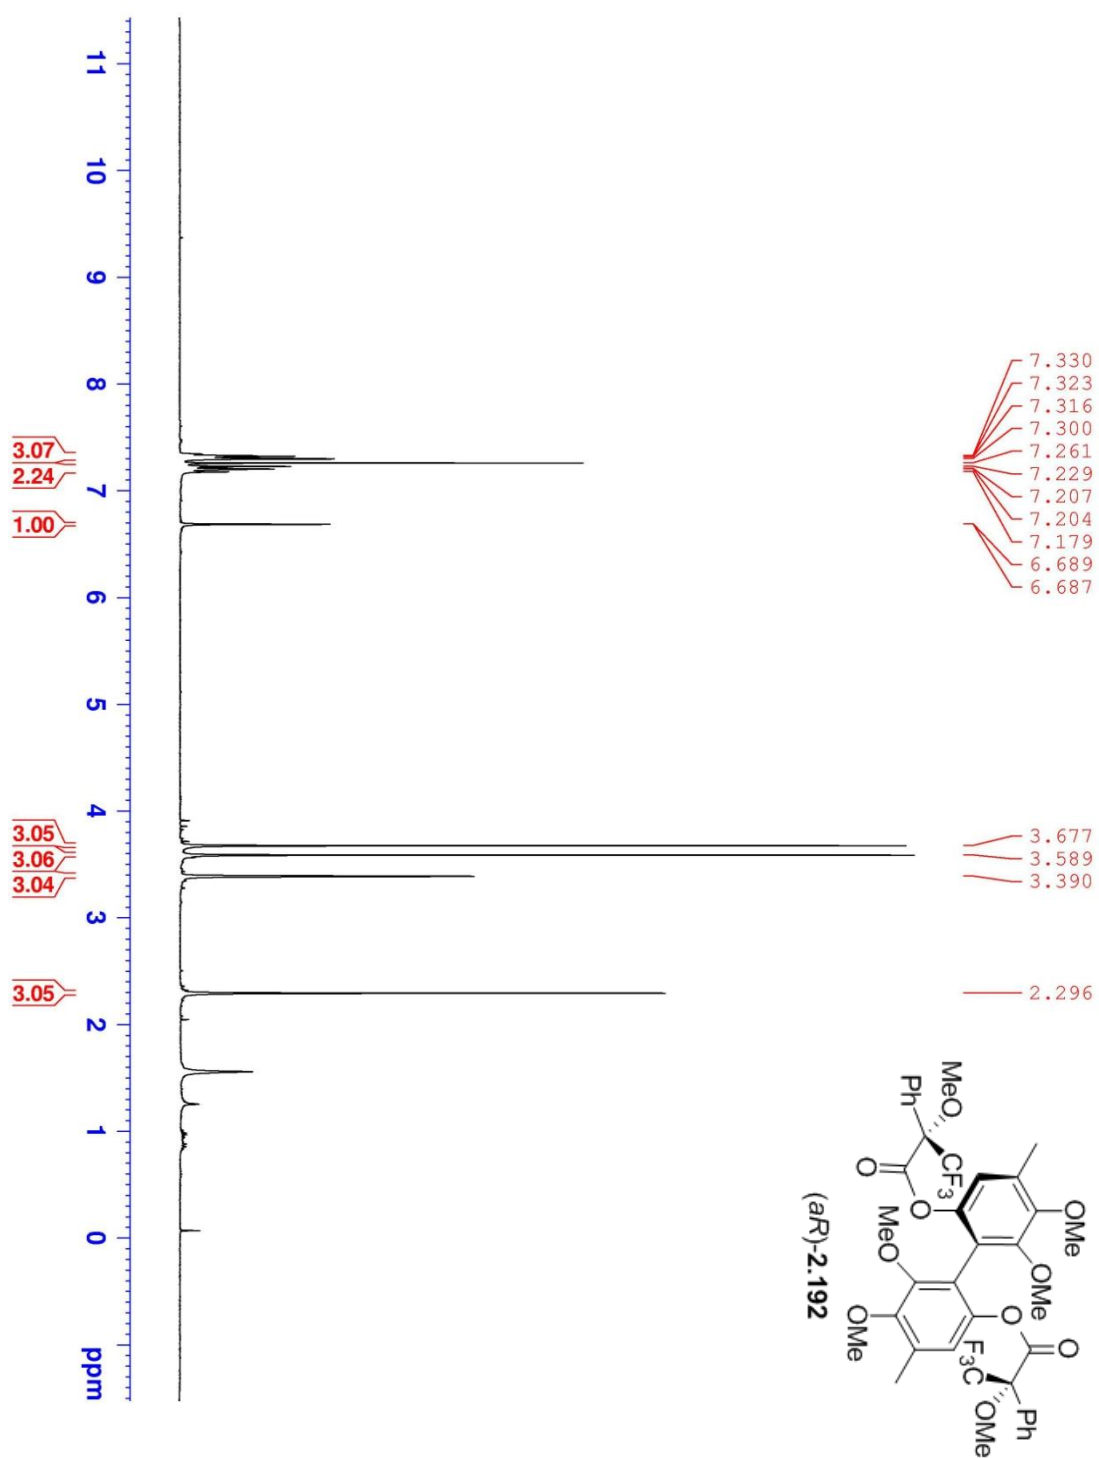 7.330
7.323
7.316
7.300
7.261
7.229
7.207
7.204
7.179
6.689
6.687
3.677
3.589
3.390
2.296
MeO
Ph
CF3
O
O
OMe
OMe
MeO
OMe
O
O
F3C
Ph
OMe
(aR)-2.192
11 10 9 8 7 6 5 4 3 2 1 0 ppm
3.07
2.24
1.00
3.05
3.06
3.04
3.05